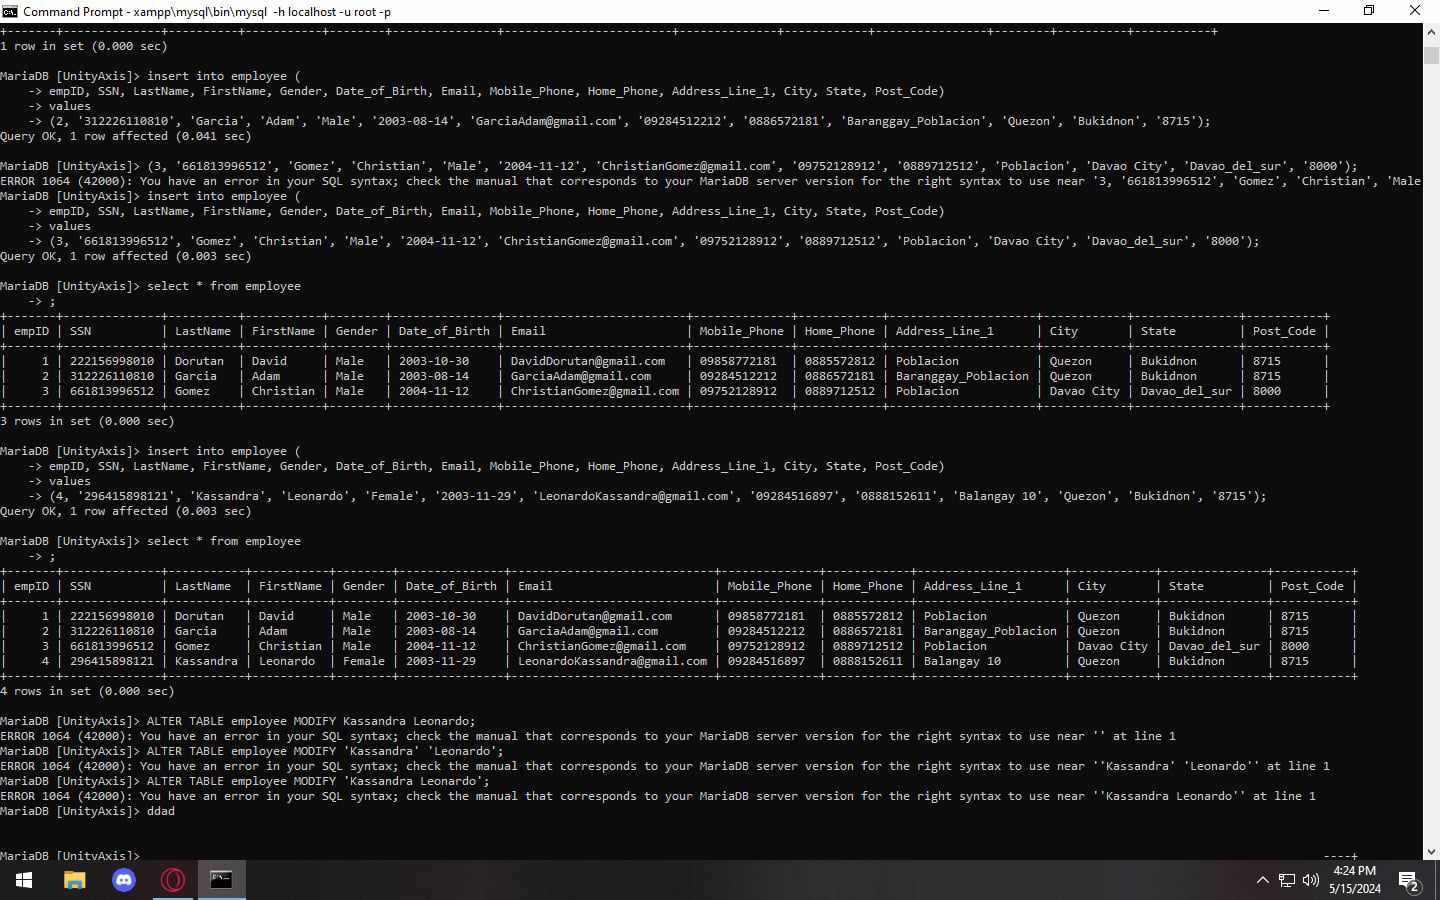 Command Prompt - xampp\mysql\bin\mysql  -h localhost -u root -p
+-------+--------------+-----------+-----------+--------+---------------+------------------------+--------------+------------+----------------+--------+----------+-----------+
1 row in set (0.000 sec)
MariaDB [UnityAxis]> insert into employee (
    -> empID, SSN, LastName, FirstName, Gender, Date_of_Birth, Email, Mobile_Phone, Home_Phone, Address_Line_1, City, State, Post_Code)
    -> values
    -> (2, '312226110810', 'Garcia', 'Adam', 'Male', '2003-08-14', 'GarciaAdam@gmail.com', '09284512212', '0886572181', 'Baranggay_Poblacion', 'Quezon', 'Bukidnon', '8715');
Query OK, 1 row affected (0.041 sec)
MariaDB [UnityAxis]> (3, '661813996512', 'Gomez', 'Christian', 'Male', '2004-11-12', 'ChristianGomez@gmail.com', '09752128912', '0889712512', 'Poblacion', 'Davao City', 'Davao_del_sur', '8000');
ERROR 1064 (42000): You have an error in your SQL syntax; check the manual that corresponds to your MariaDB server version for the right syntax to use near '3, '661813996512', 'Gomez', 'Christian', 'Male
MariaDB [UnityAxis]> insert into employee (
    -> empID, SSN, LastName, FirstName, Gender, Date_of_Birth, Email, Mobile_Phone, Home_Phone, Address_Line_1, City, State, Post_Code)
    -> values
    -> (3, '661813996512', 'Gomez', 'Christian', 'Male', '2004-11-12', 'ChristianGomez@gmail.com', '09752128912', '0889712512', 'Poblacion', 'Davao City', 'Davao_del_sur', '8000');
Query OK, 1 row affected (0.003 sec)
MariaDB [UnityAxis]> select * from employee
    -> ;
+-------+--------------+----------+-----------+--------+---------------+--------------------------+--------------+------------+---------------------+------------+---------------+-----------+
| empID | SSN          | LastName | FirstName | Gender | Date_of_Birth | Email                    | Mobile_Phone | Home_Phone | Address_Line_1      | City       | State         | Post_Code |
+-------+--------------+----------+-----------+--------+---------------+--------------------------+--------------+------------+---------------------+------------+---------------+-----------+
|     1 | 222156998010 | Dorutan  | David     | Male   | 2003-10-30    | DavidDorutan@gmail.com   | 09858772181  | 0885572812 | Poblacion           | Quezon     | Bukidnon      | 8715      |
|     2 | 312226110810 | Garcia   | Adam      | Male   | 2003-08-14    | GarciaAdam@gmail.com     | 09284512212  | 0886572181 | Baranggay_Poblacion | Quezon     | Bukidnon      | 8715      |
|     3 | 661813996512 | Gomez    | Christian | Male   | 2004-11-12    | ChristianGomez@gmail.com | 09752128912  | 0889712512 | Poblacion           | Davao City | Davao_del_sur | 8000      |
+-------+--------------+----------+-----------+--------+---------------+--------------------------+--------------+------------+---------------------+------------+---------------+-----------+
3 rows in set (0.000 sec)
MariaDB [UnityAxis]> insert into employee (
    -> empID, SSN, LastName, FirstName, Gender, Date_of_Birth, Email, Mobile_Phone, Home_Phone, Address_Line_1, City, State, Post_Code)
    -> values
    -> (4, '296415898121', 'Kassandra', 'Leonardo', 'Female', '2003-11-29', 'LeonardoKassandra@gmail.com', '09284516897', '0888152611', 'Balangay 10', 'Quezon', 'Bukidnon', '8715');
Query OK, 1 row affected (0.003 sec)
MariaDB [UnityAxis]> select * from employee
    -> ;
+-------+--------------+-----------+-----------+--------+---------------+-----------------------------+--------------+------------+---------------------+------------+---------------+-----------+
| empID | SSN          | LastName  | FirstName | Gender | Date_of_Birth | Email                       | Mobile_Phone | Home_Phone | Address_Line_1      | City       | State         | Post_Code |
+-------+--------------+-----------+-----------+--------+---------------+-----------------------------+--------------+------------+---------------------+------------+---------------+-----------+
|     1 | 222156998010 | Dorutan   | David     | Male   | 2003-10-30    | DavidDorutan@gmail.com      | 09858772181  | 0885572812 | Poblacion           | Quezon     | Bukidnon      | 8715      |
|     2 | 312226110810 | Garcia    | Adam      | Male   | 2003-08-14    | GarciaAdam@gmail.com        | 09284512212  | 0886572181 | Baranggay_Poblacion | Quezon     | Bukidnon      | 8715      |
|     3 | 661813996512 | Gomez     | Christian | Male   | 2004-11-12    | ChristianGomez@gmail.com    | 09752128912  | 0889712512 | Poblacion           | Davao City | Davao_del_sur | 8000      |
|     4 | 296415898121 | Kassandra | Leonardo  | Female | 2003-11-29    | LeonardoKassandra@gmail.com | 09284516897  | 0888152611 | Balangay 10         | Quezon     | Bukidnon      | 8715      |
+-------+--------------+-----------+-----------+--------+---------------+-----------------------------+--------------+------------+---------------------+------------+---------------+-----------+
4 rows in set (0.000 sec)
MariaDB [UnityAxis]> ALTER TABLE employee MODIFY Kassandra Leonardo;
ERROR 1064 (42000): You have an error in your SQL syntax; check the manual that corresponds to your MariaDB server version for the right syntax to use near '' at line 1
MariaDB [UnityAxis]> ALTER TABLE employee MODIFY 'Kassandra' 'Leonardo';
ERROR 1064 (42000): You have an error in your SQL syntax; check the manual that corresponds to your MariaDB server version for the right syntax to use near ''Kassandra' 'Leonardo'' at line 1
MariaDB [UnityAxis]> ALTER TABLE employee MODIFY 'Kassandra Leonardo';
ERROR 1064 (42000): You have an error in your SQL syntax; check the manual that corresponds to your MariaDB server version for the right syntax to use near ''Kassandra Leonardo'' at line 1
MariaDB [UnityAxis]> ddad
MariaDB [UnityAxis]> ----+
4:24 PM
5/15/2024
2